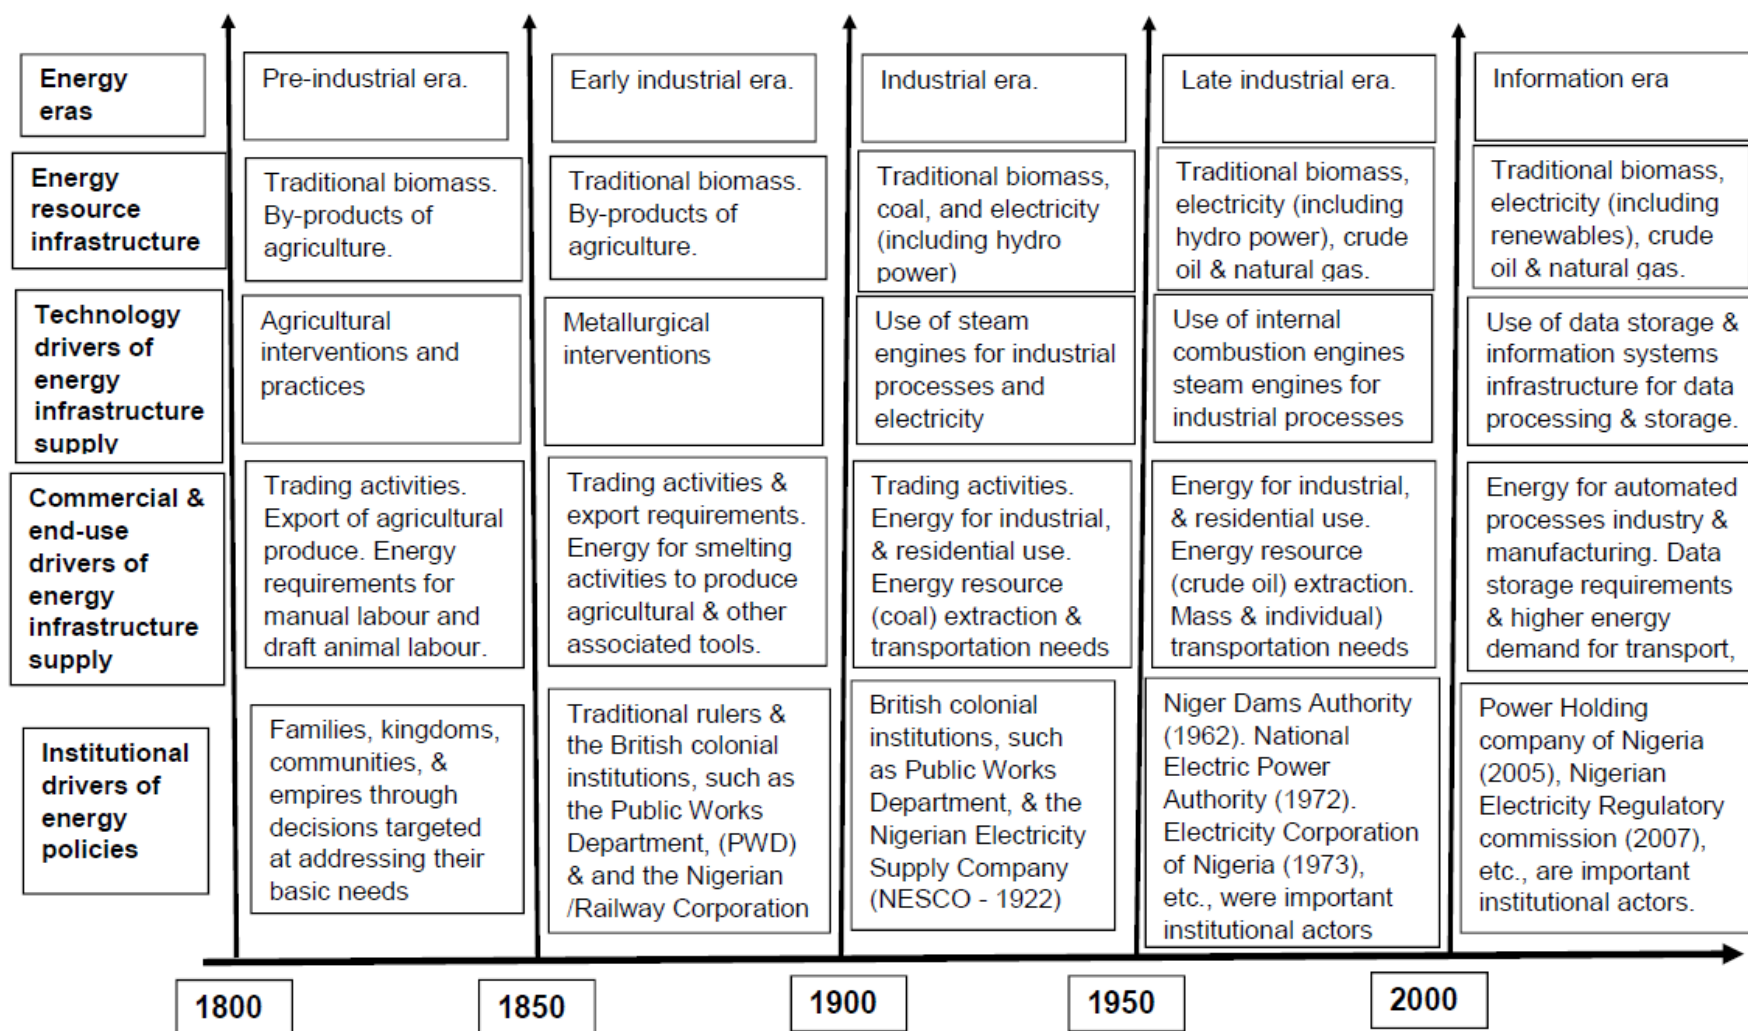 Energy
eras
Pre-industrial era.
Early industrial era.
Industrial era.
Late industrial era.
Information era
Energy
resource
infrastructure
Traditional biomass.
By-products of
agriculture.
Traditional biomass.
By-products of
agriculture.
Traditional biomass,
coal, and electricity
(including hydro
power)
Traditional biomass,
electricity (including
hydro power), crude
oil & natural gas.
Traditional biomass,
electricity (including
renewables), crude
oil & natural gas.
Technology
drivers of
energy
infrastructure
supply
Agricultural
interventions and
practices
Metallurgical
interventions
Use of steam
engines for industrial
processes and
electricity
Use of internal
combustion engines
steam engines for
industrial processes
Use of data storage &
information systems
infrastructure for data
processing & storage.
Commercial &
end-use
drivers of
energy
infrastructure
supply
Trading activities.
Export of agricultural
produce. Energy
requirements for
manual labour and
draft animal labour.
Trading activities &
export requirements.
Energy for smelting
activities to produce
agricultural & other
associated tools.
Trading activities.
Energy for industrial,
& residential use.
Energy resource
(coal) extraction &
transportation needs
Energy for industrial,
& residential use.
Energy resource
(crude oil) extraction.
Mass & individual)
transportation needs
Energy for automated
processes industry &
manufacturing. Data
storage requirements
& higher energy
demand for transport,
Institutional
drivers of
energy
policies
Families, kingdoms,
communities, &
empires through
decisions targeted
at addressing their
basic needs
Traditional rulers &
the British colonial
institutions, such as
the Public Works
Department, (PWD)
& and the Nigerian
/Railway Corporation
British colonial
institutions, such
as Public Works
Department, & the
Nigerian Electricity
Supply Company
(NESCO - 1922)
Niger Dams Authority
(1962). National
Electric Power
Authority (1972).
Electricity Corporation
of Nigeria (1973),
etc., were important
institutional actors
Power Holding
company of Nigeria
(2005), Nigerian
Electricity Regulatory
commission (2007),
etc., are important
institutional actors.
1800
1850
1900
1950
2000